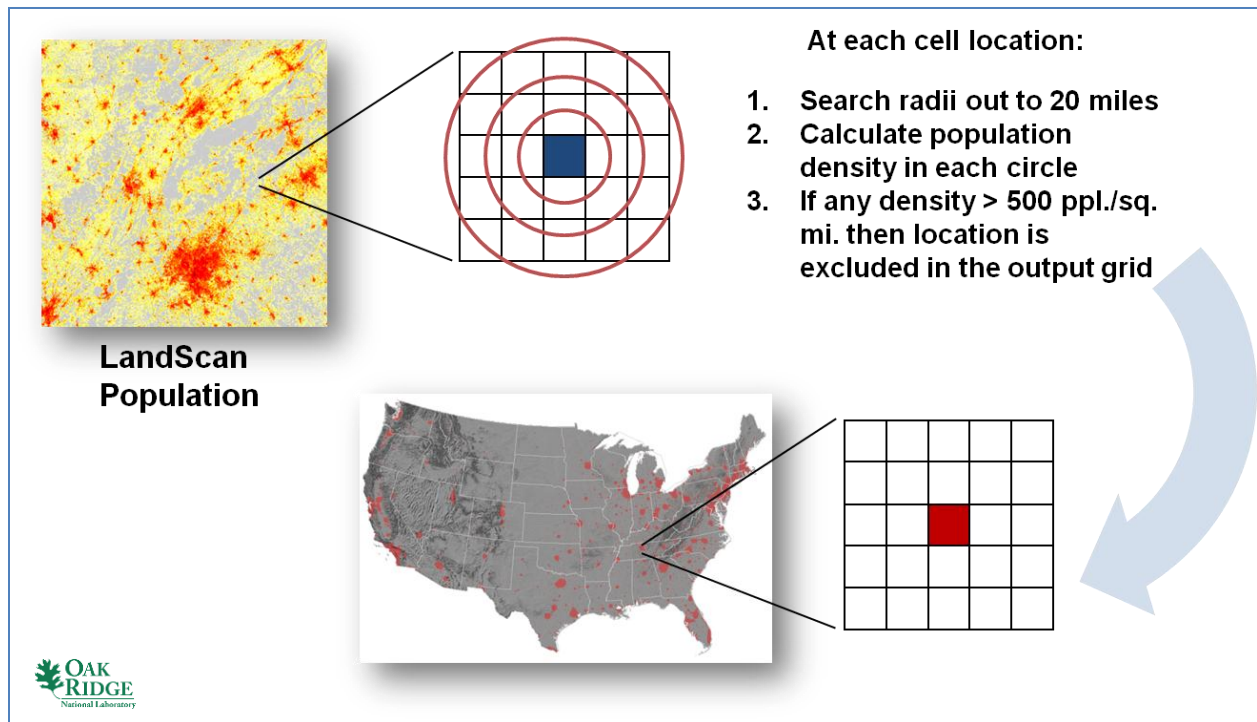 At each cell location:
1. Search radii out to 20 miles
2. Calculate population
density in each circle
3. If any density > 500 ppl./sq.
mi. then location is
excluded in the output grid
LandScan
Population
OAK
RIDGE
National Laboratory